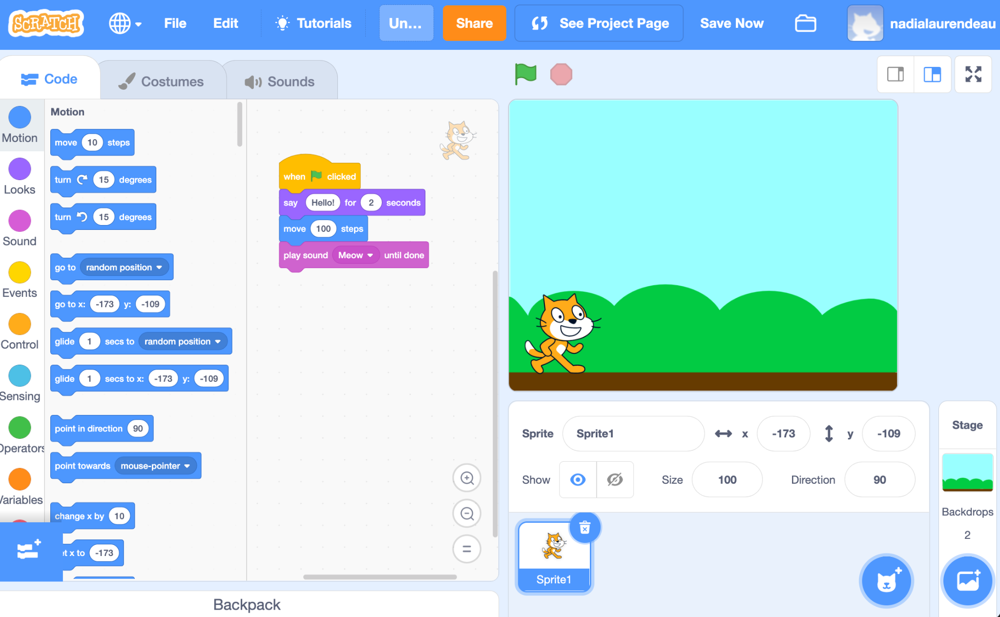 SCRATCH File Edit Tutorials Un... Share See Project Page Save Now nadialaurendeau
Code Costumes Sounds
Motion
Looks
Sound
Events
Control
Sensing
Operators
Variables
Motion
move 10 steps
turn 15 degrees
turn 15 degrees
go to random position
go to x: -173 y: -109
glide 1 secs to random position
glide 1 secs to x: -173 y: -109
point in direction 90
point towards mouse-pointer
change x by 10
et x to -173
when clicked
say Hello! for 2 seconds
move 100 steps
play sound Meow until done
Backpack
Sprite Sprite1 x -173 y -109
Show Size 100 Direction 90
Sprite1
Stage
Backdrops
2